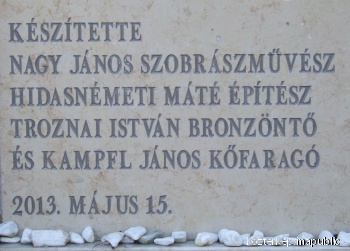 KÉSZÍTETTE
NAGY JÁNOS SZOBRÁSZMŰVÉSZ
HIDASNÉMETI MÁTÉ ÉPÍTÉSZ
TROZNAI ISTVÁN BRONZÖNTŐ
ÉS KAMPFL JÁNOS KŐFARAGÓ
2013. MÁJUS 15.